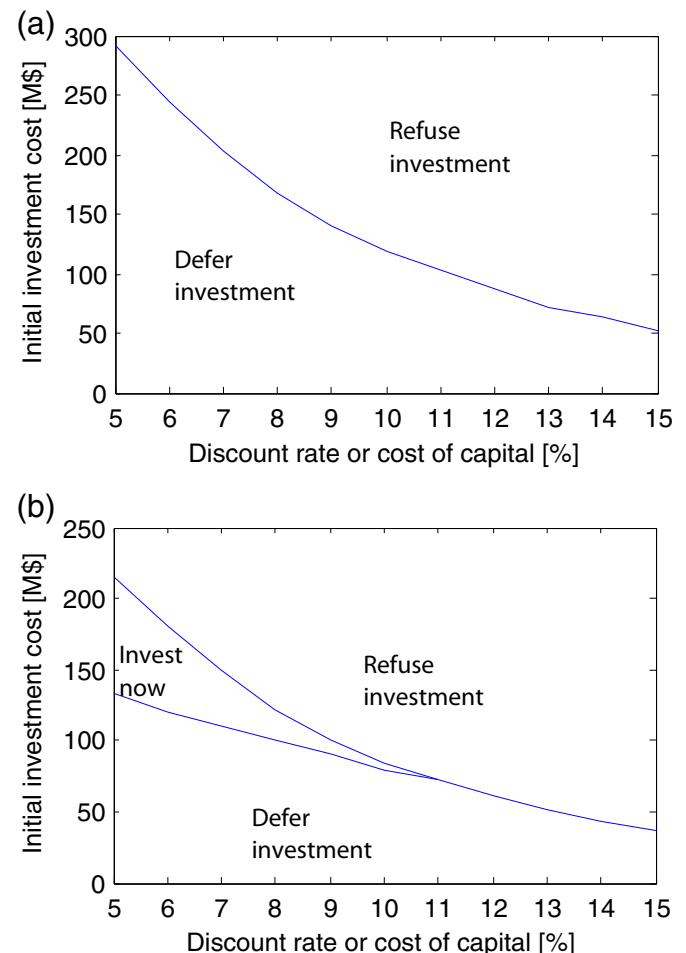 (a)
300
250
200
150
100
50
0
Initial investment cost [M$]
Refuse
investment
Defer
investment
5 6 7 8 9 10 11 12 13 14 15
Discount rate or cost of capital [%]
(b)
250
200
150
100
50
0
Initial investment cost [M$]
Invest
now
Refuse
investment
Defer
investment
5 6 7 8 9 10 11 12 13 14 15
Discount rate or cost of capital [%]